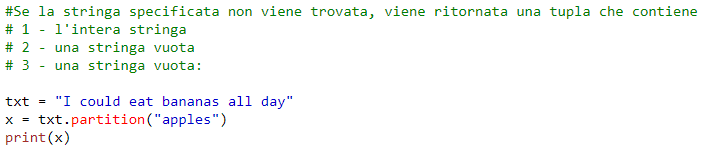 #Se la stringa specificata non viene trovata, viene ritornata una tupla che contiene
# 1 - l'intera stringa
# 2 - una stringa vuota
# 3 - una stringa vuota:
txt = "I could eat bananas all day"
x = txt.partition("apples")
print(x)